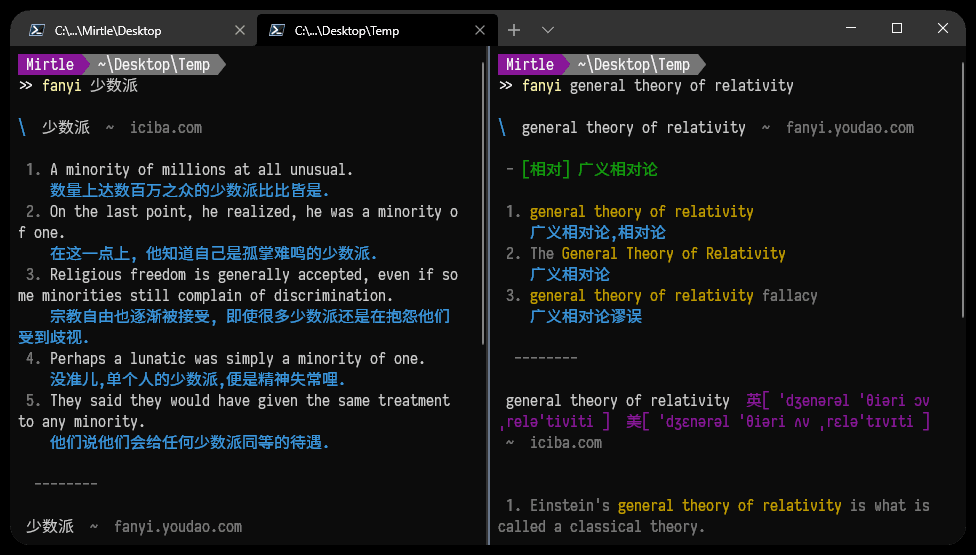 C:\...\Mirtle\Desktop
C:\...\Desktop\Temp
Mirtle ~\Desktop\Temp
» fanyi 少数派
\ 少数派 ~ iciba.com
1. A minority of millions at all unusual.
数量上达数百万之众的少数派比比皆是.
2. On the last point, he realized, he was a minority o
f one.
在这一点上, 他知道自己是孤掌难鸣的少数派.
3. Religious freedom is generally accepted, even if so
me minorities still complain of discrimination.
宗教自由也逐渐被接受, 即使很多少数派还是在抱怨他们
受到歧视.
4. Perhaps a lunatic was simply a minority of one.
没准儿,单个人的少数派,便是精神失常哩.
5. They said they would have given the same treatment
to any minority.
他们说他们会给任何少数派同等的待遇.
--------
少数派 ~ fanyi.youdao.com
Mirtle ~\Desktop\Temp
» fanyi general theory of relativity
\ general theory of relativity ~ fanyi.youdao.com
- [相对] 广义相对论
1. general theory of relativity
广义相对论,相对论
2. The General Theory of Relativity
广义相对论
3. general theory of relativity fallacy
广义相对论谬误
--------
general theory of relativity 英[ ˈdʒenərəl ˈθiəri ɔv
ˌreləˈtiviti ] 美[ ˈdʒɛnərəl ˈθiəri ʌv ˌrɛləˈtɪvɪti ]
~ iciba.com
1. Einstein's general theory of relativity is what is
called a classical theory.